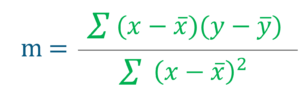 m = ∑ (x − x̄)(y − ȳ) / ∑ (x − x̄)²